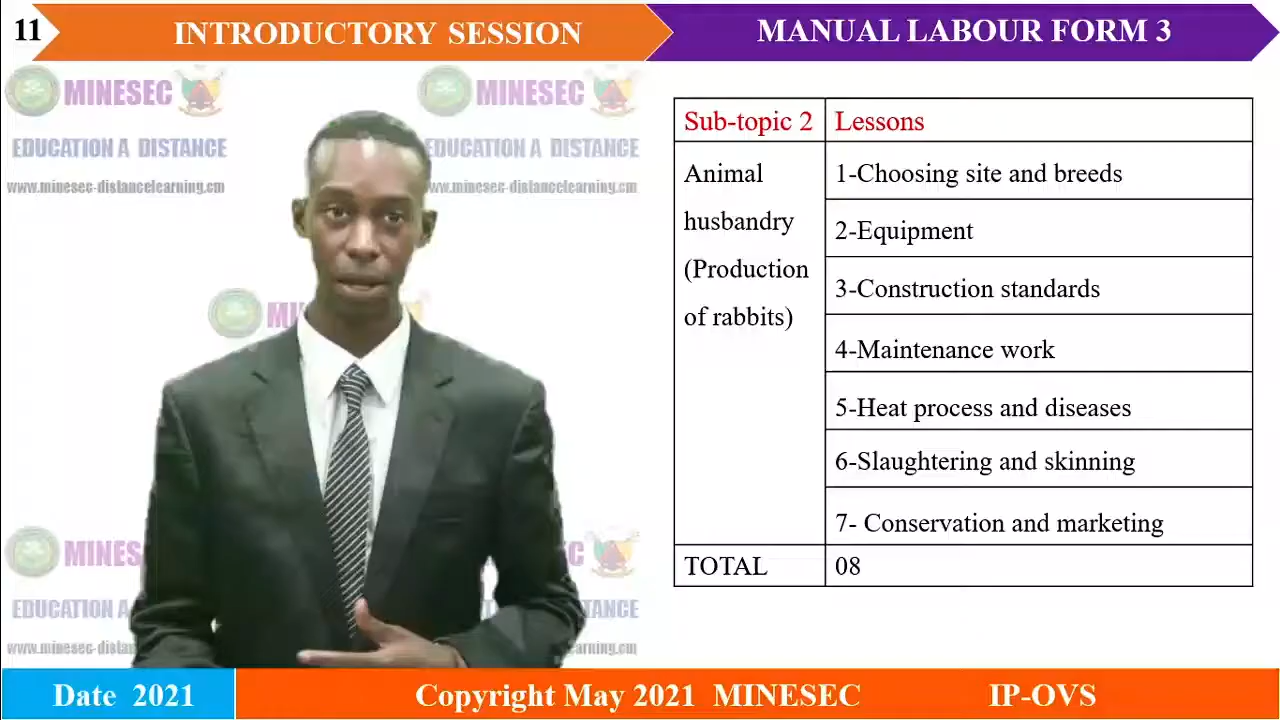 11
INTRODUCTORY SESSION
MANUAL LABOUR FORM 3
MINESEC
MINESEC
EDUCATION A DISTANCE
EDUCATION A DISTANCE
www.minesec-distancelearning.cm
www.minesec-distancelearning.cm
Sub-topic 2
Lessons
Animal
husbandry
(Production
of rabbits)
1-Choosing site and breeds
2-Equipment
3-Construction standards
4-Maintenance work
5-Heat process and diseases
6-Slaughtering and skinning
7- Conservation and marketing
TOTAL
08
Date 2021
Copyright May 2021 MINESEC
IP-OVS